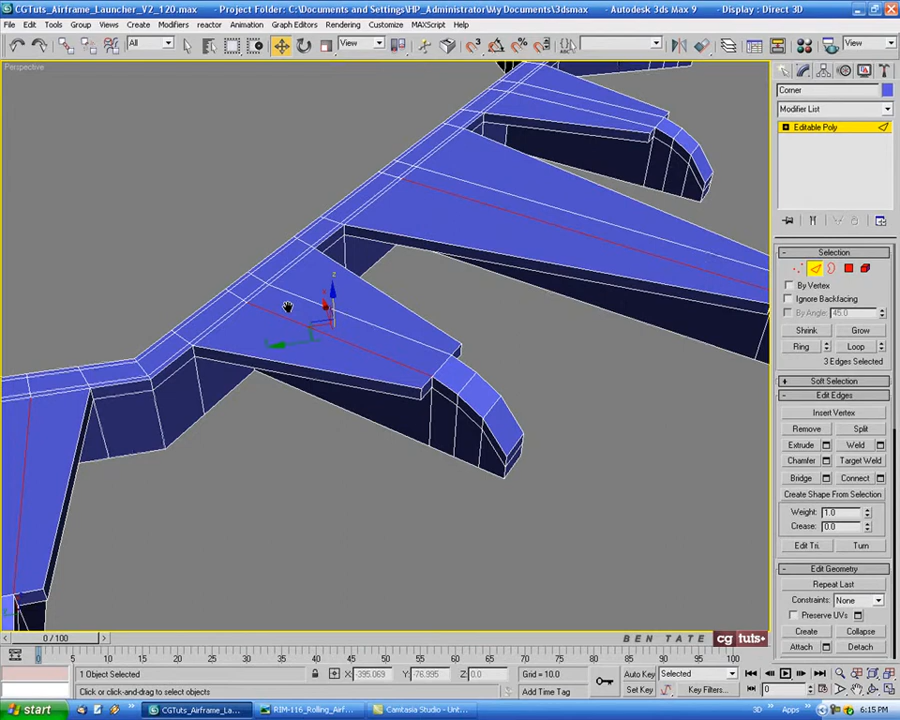 CGTuts_Airframe_Launcher_V2_120.max - Project Folder: C:\Documents and Settings\HP_Administrator\My Documents\3dsmax - Autodesk 3ds Max 9 - Display : Direct 3D
File Edit Tools Group Views Create Modifiers reactor Animation Graph Editors Rendering Customize MAXScript Help
All View View
Perspective
Corner
Modifier List
Editable Poly
Selection
By Vertex
Ignore Backfacing
By Angle: 45.0
Shrink Grow
Ring Loop
3 Edges Selected
Soft Selection
Edit Edges
Insert Vertex
Remove Split
Extrude Weld
Chamfer Target Weld
Bridge Connect
Create Shape From Selection
Weight: 1.0
Crease: 0.0
Edit Tri. Turn
Edit Geometry
Repeat Last
Constraints: None
Preserve UVs
Create Collapse
Attach Detach
z
BEN TATE cg tuts+
0 / 100
0 5 10 15 20 25 30 35 40 45 50 55 60 65 70 75 80 85 90 95 100
1 Object Selected X: -395.069 Y: -76.995 Z: 0.0 Grid = 10.0 Auto Key Selected
Click or click-and-drag to select objects Add Time Tag Set Key Key Filters... 0
start CGTuts_Airframe_La... RIM-116_Rolling_Airf... Camtasia Studio - Unt... 3D Apps 6:15 PM